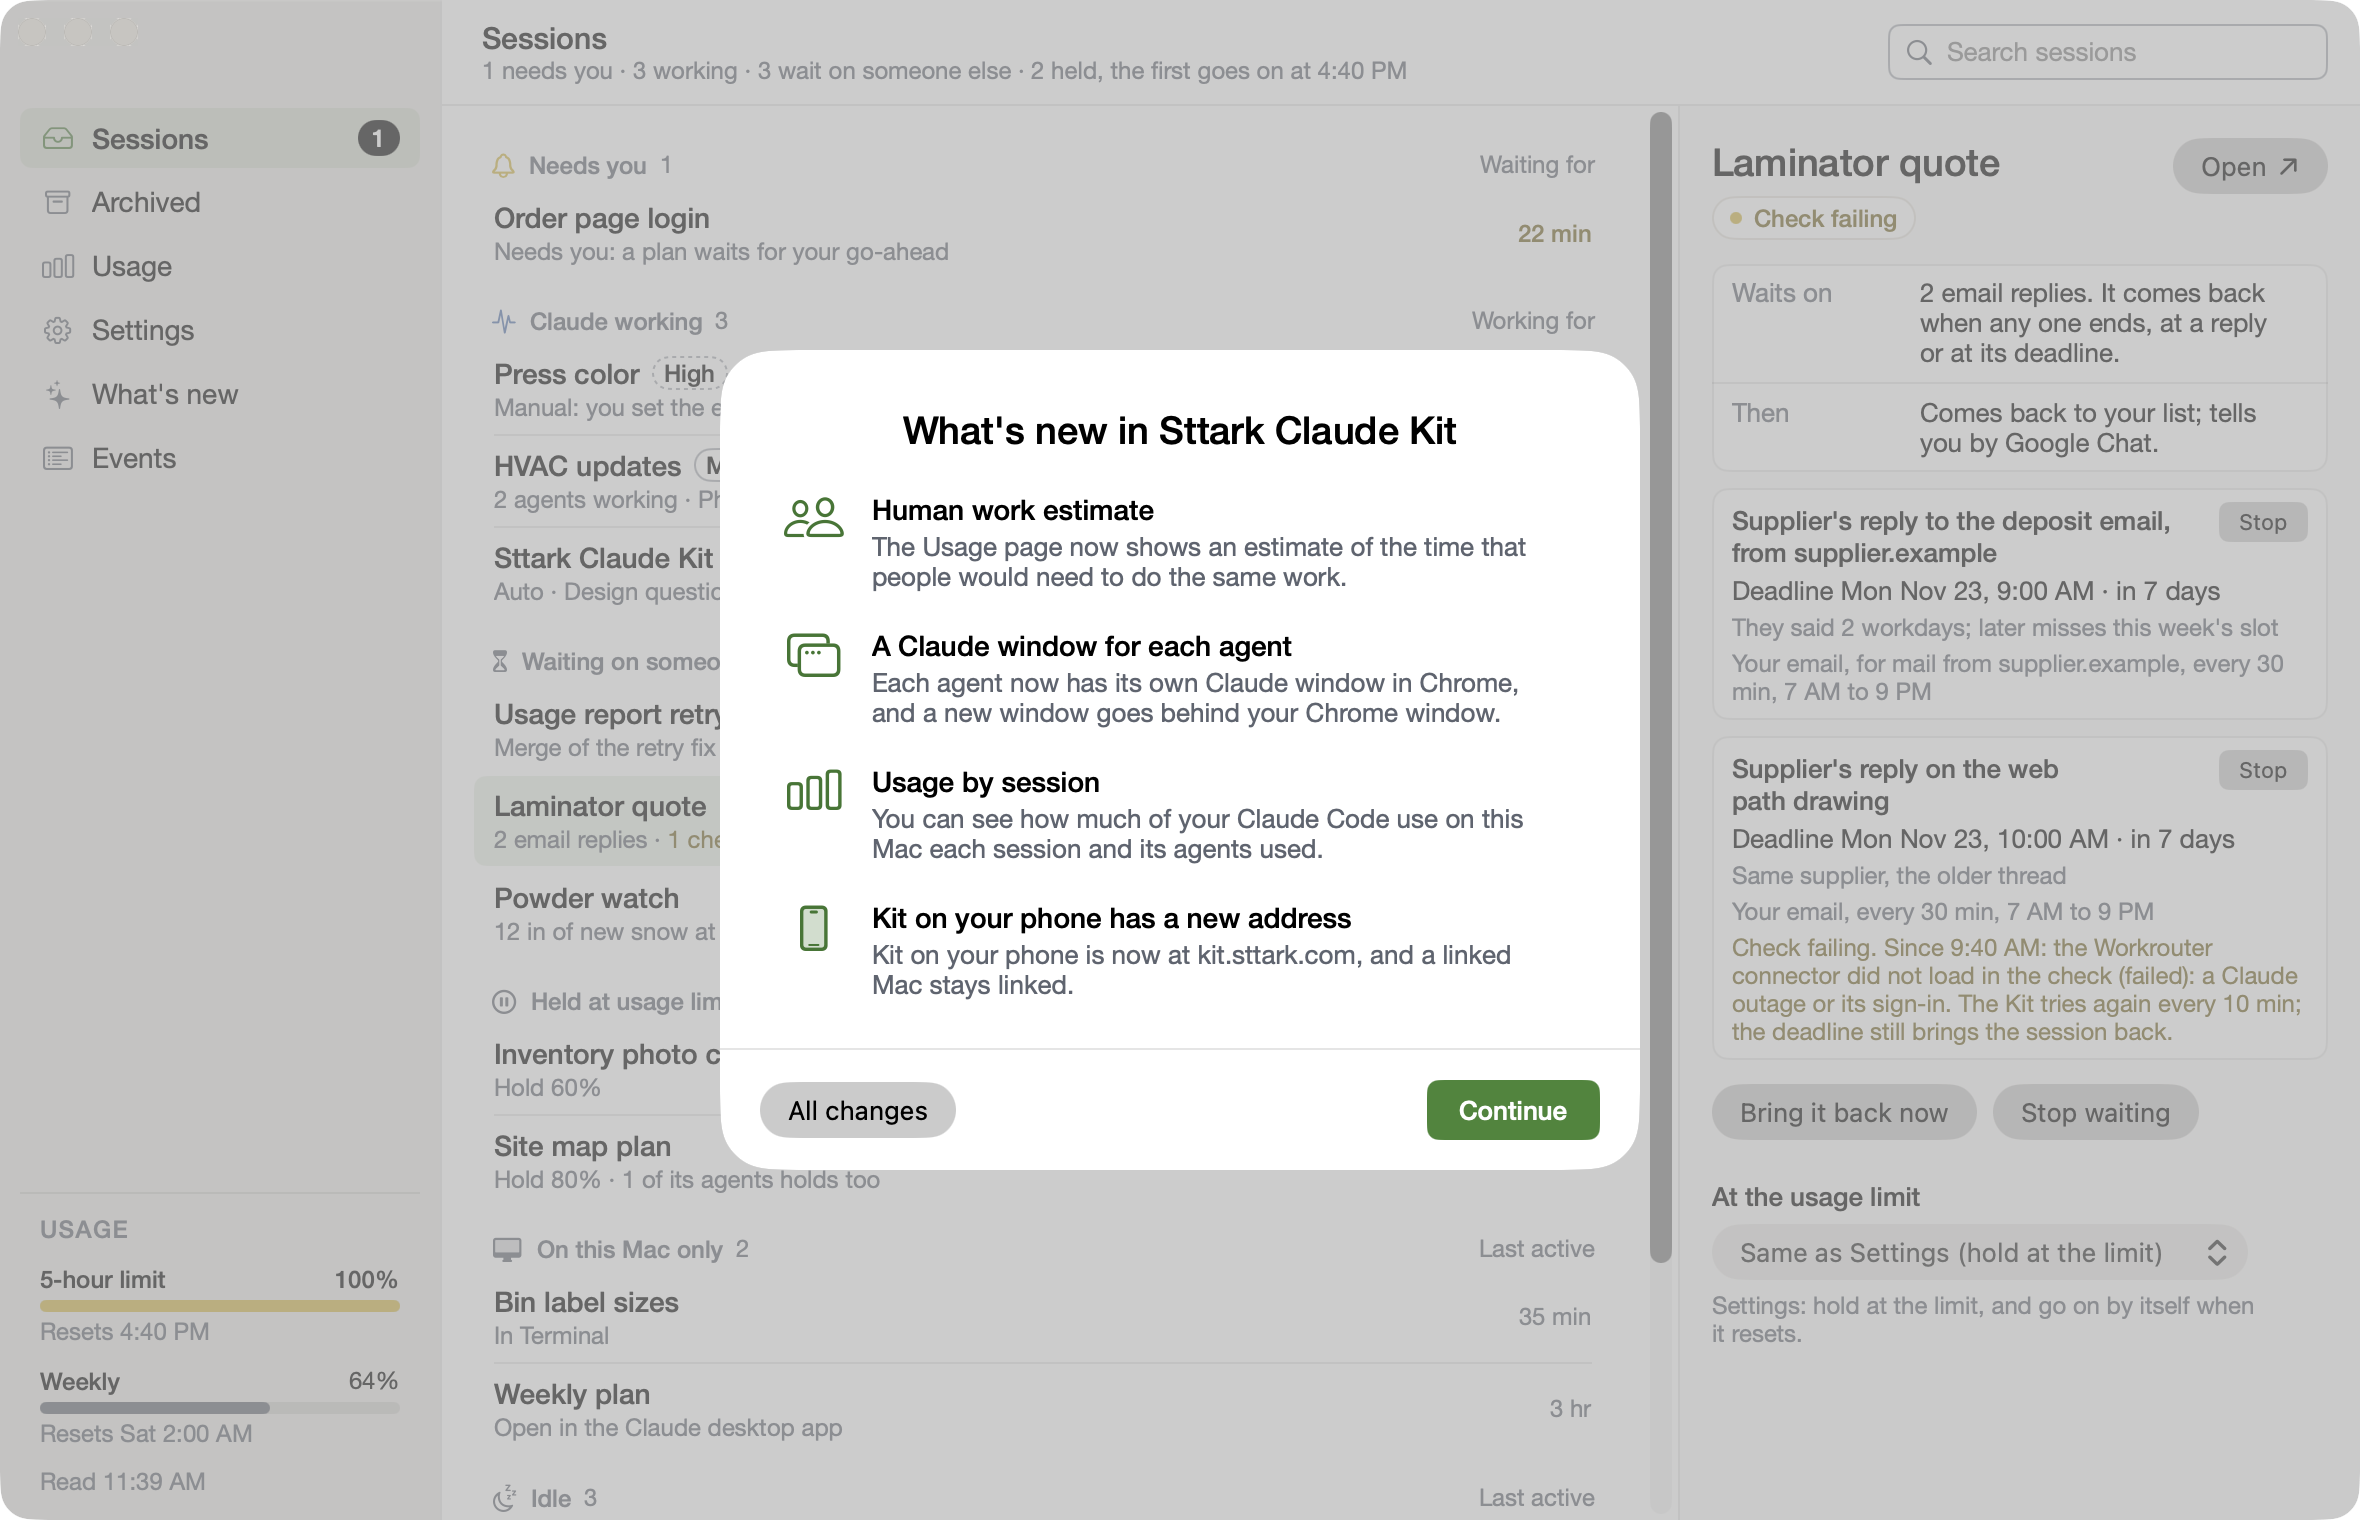 Sessions
1 needs you · 3 working · 3 wait on someone else · 2 held, the first goes on at 4:40 PM
Search sessions
Sessions
1
Archived
Usage
Settings
What's new
Events
USAGE
5-hour limit 100%
Resets 4:40 PM
Weekly 64%
Resets Sat 2:00 AM
Read 11:39 AM
Needs you 1 Waiting for
Order page login
22 min
Needs you: a plan waits for your go-ahead
Claude working 3 Working for
Press color High
Manual: you set the
HVAC updates
2 agents working ·
Sttark Claude Kit
Auto · Design
Waiting on
Usage report retry
Merge of the retry fix
Laminator quote
2 email replies · 1
Powder watch
12 in of new snow at
Held at usage
Inventory photo
Hold 60%
Site map plan
Hold 80% · 1 of its agents holds too
On this Mac only 2 Last active
Bin label sizes
35 min
In Terminal
Weekly plan
3 hr
Open in the Claude desktop app
Idle 3 Last active
What's new in Sttark Claude Kit
Human work estimate
The Usage page now shows an estimate of the time that
people would need to do the same work.
A Claude window for each agent
Each agent now has its own Claude window in Chrome,
and a new window goes behind your Chrome window.
Usage by session
You can see how much of your Claude Code use on this
Mac each session and its agents used.
Kit on your phone has a new address
Kit on your phone is now at kit.sttark.com, and a linked
Mac stays linked.
All changes
Continue
Laminator quote
Open
Check failing
Waits on
2 email replies. It comes back
when any one ends, at a reply
or at its deadline.
Then
Comes back to your list; tells
you by Google Chat.
Supplier's reply to the deposit email,
from supplier.example
Stop
Deadline Mon Nov 23, 9:00 AM · in 7 days
They said 2 workdays; later misses this week's slot
Your email, for mail from supplier.example, every 30
min, 7 AM to 9 PM
Supplier's reply on the web
path drawing
Stop
Deadline Mon Nov 23, 10:00 AM · in 7 days
Same supplier, the older thread
Your email, every 30 min, 7 AM to 9 PM
Check failing. Since 9:40 AM: the Workrouter
connector did not load in the check (failed): a Claude
outage or its sign-in. The Kit tries again every 10 min;
the deadline still brings the session back.
Bring it back now
Stop waiting
At the usage limit
Same as Settings (hold at the limit)
Settings: hold at the limit, and go on by itself when
it resets.